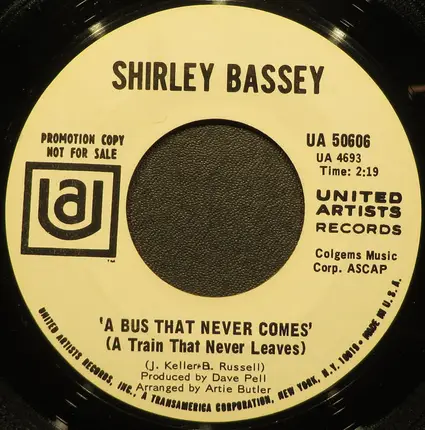 SHIRLEY BASSEY
PROMOTION COPY
NOT FOR SALE
UA
™
UA 50606
UA 4693
Time: 2:19
UNITED
ARTISTS
RECORDS
Colgems Music
Corp. ASCAP
'A BUS THAT NEVER COMES'
(A Train That Never Leaves)
(J. Keller-B. Russell)
Produced by Dave Pell
Arranged by Artie Butler
UNITED ARTISTS RECORDS, INC., A TRANSAMERICA CORPORATION, NEW YORK, N.Y. 10019 • MADE IN U.S.A.